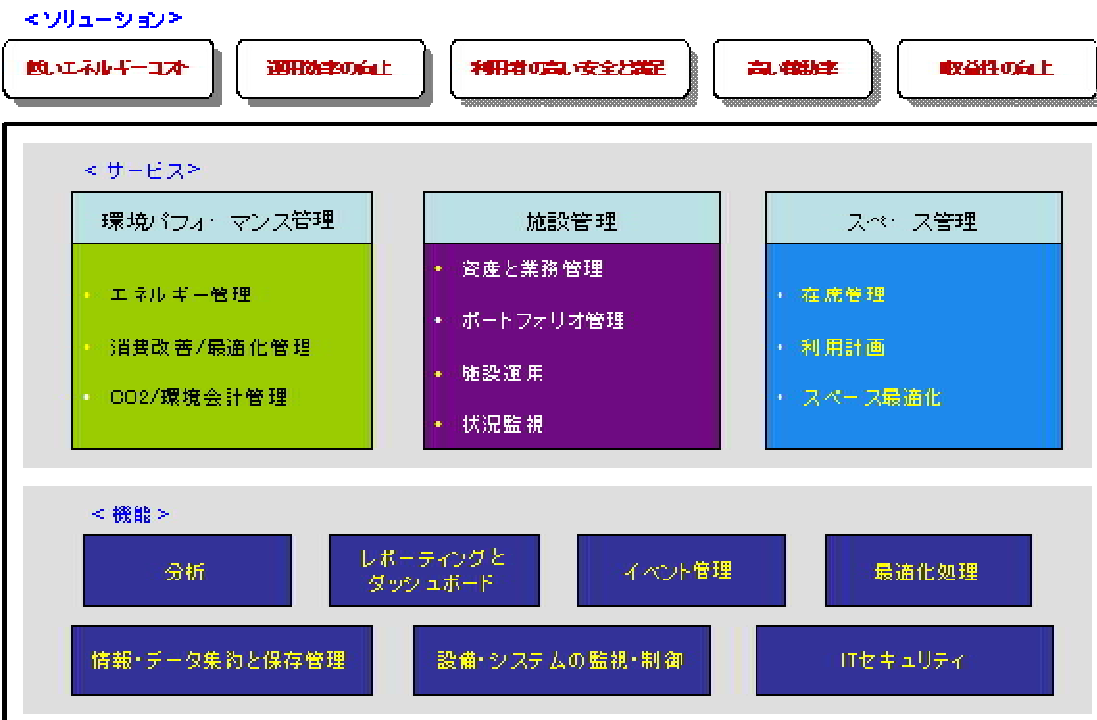 <ソリューション>
低いエネルギーコスト
運用効率の向上
利用者の高い安全と満足
高い稼働率
収益性の向上
<サービス>
環境パフォーマンス管理
・エネルギー管理
・消費改善/最適化管理
・CO2/環境会計管理
施設管理
・資産と業務管理
・ポートフォリオ管理
・施設運用
・状況監視
スペース管理
・在席管理
・利用計画
・スペース最適化
<機能>
分析
レポーティングと
ダッシュボード
イベント管理
最適化処理
情報・データ集約と保存管理
設備・システムの監視・制御
ITセキュリティ